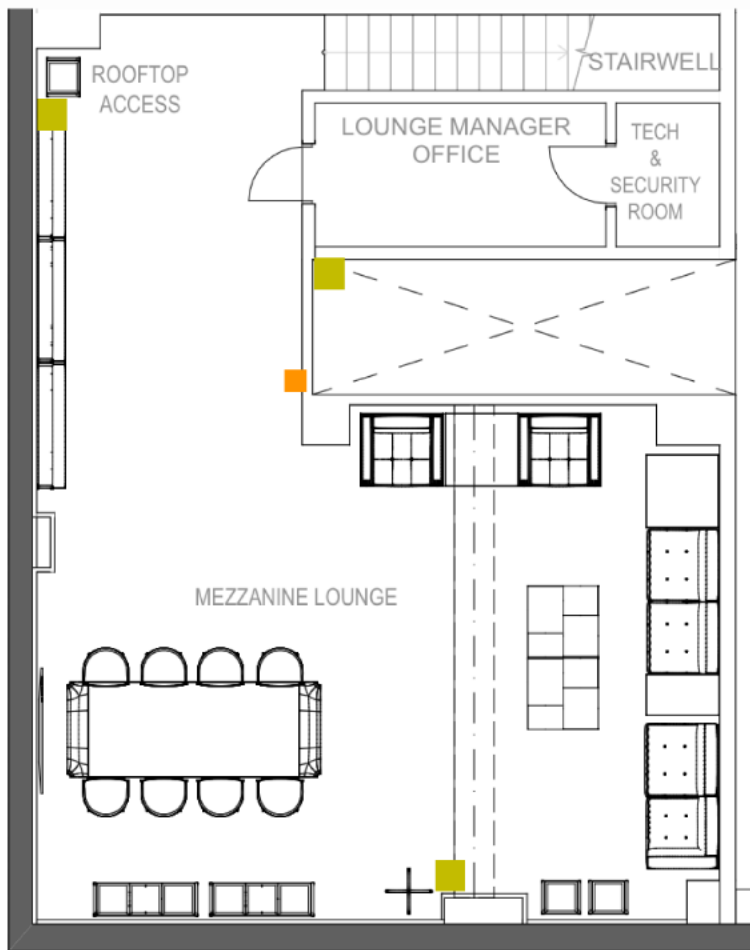 ROOFTOP
ACCESS
STAIRWELL
LOUNGE MANAGER
OFFICE
TECH
&
SECURITY
ROOM
MEZZANINE LOUNGE